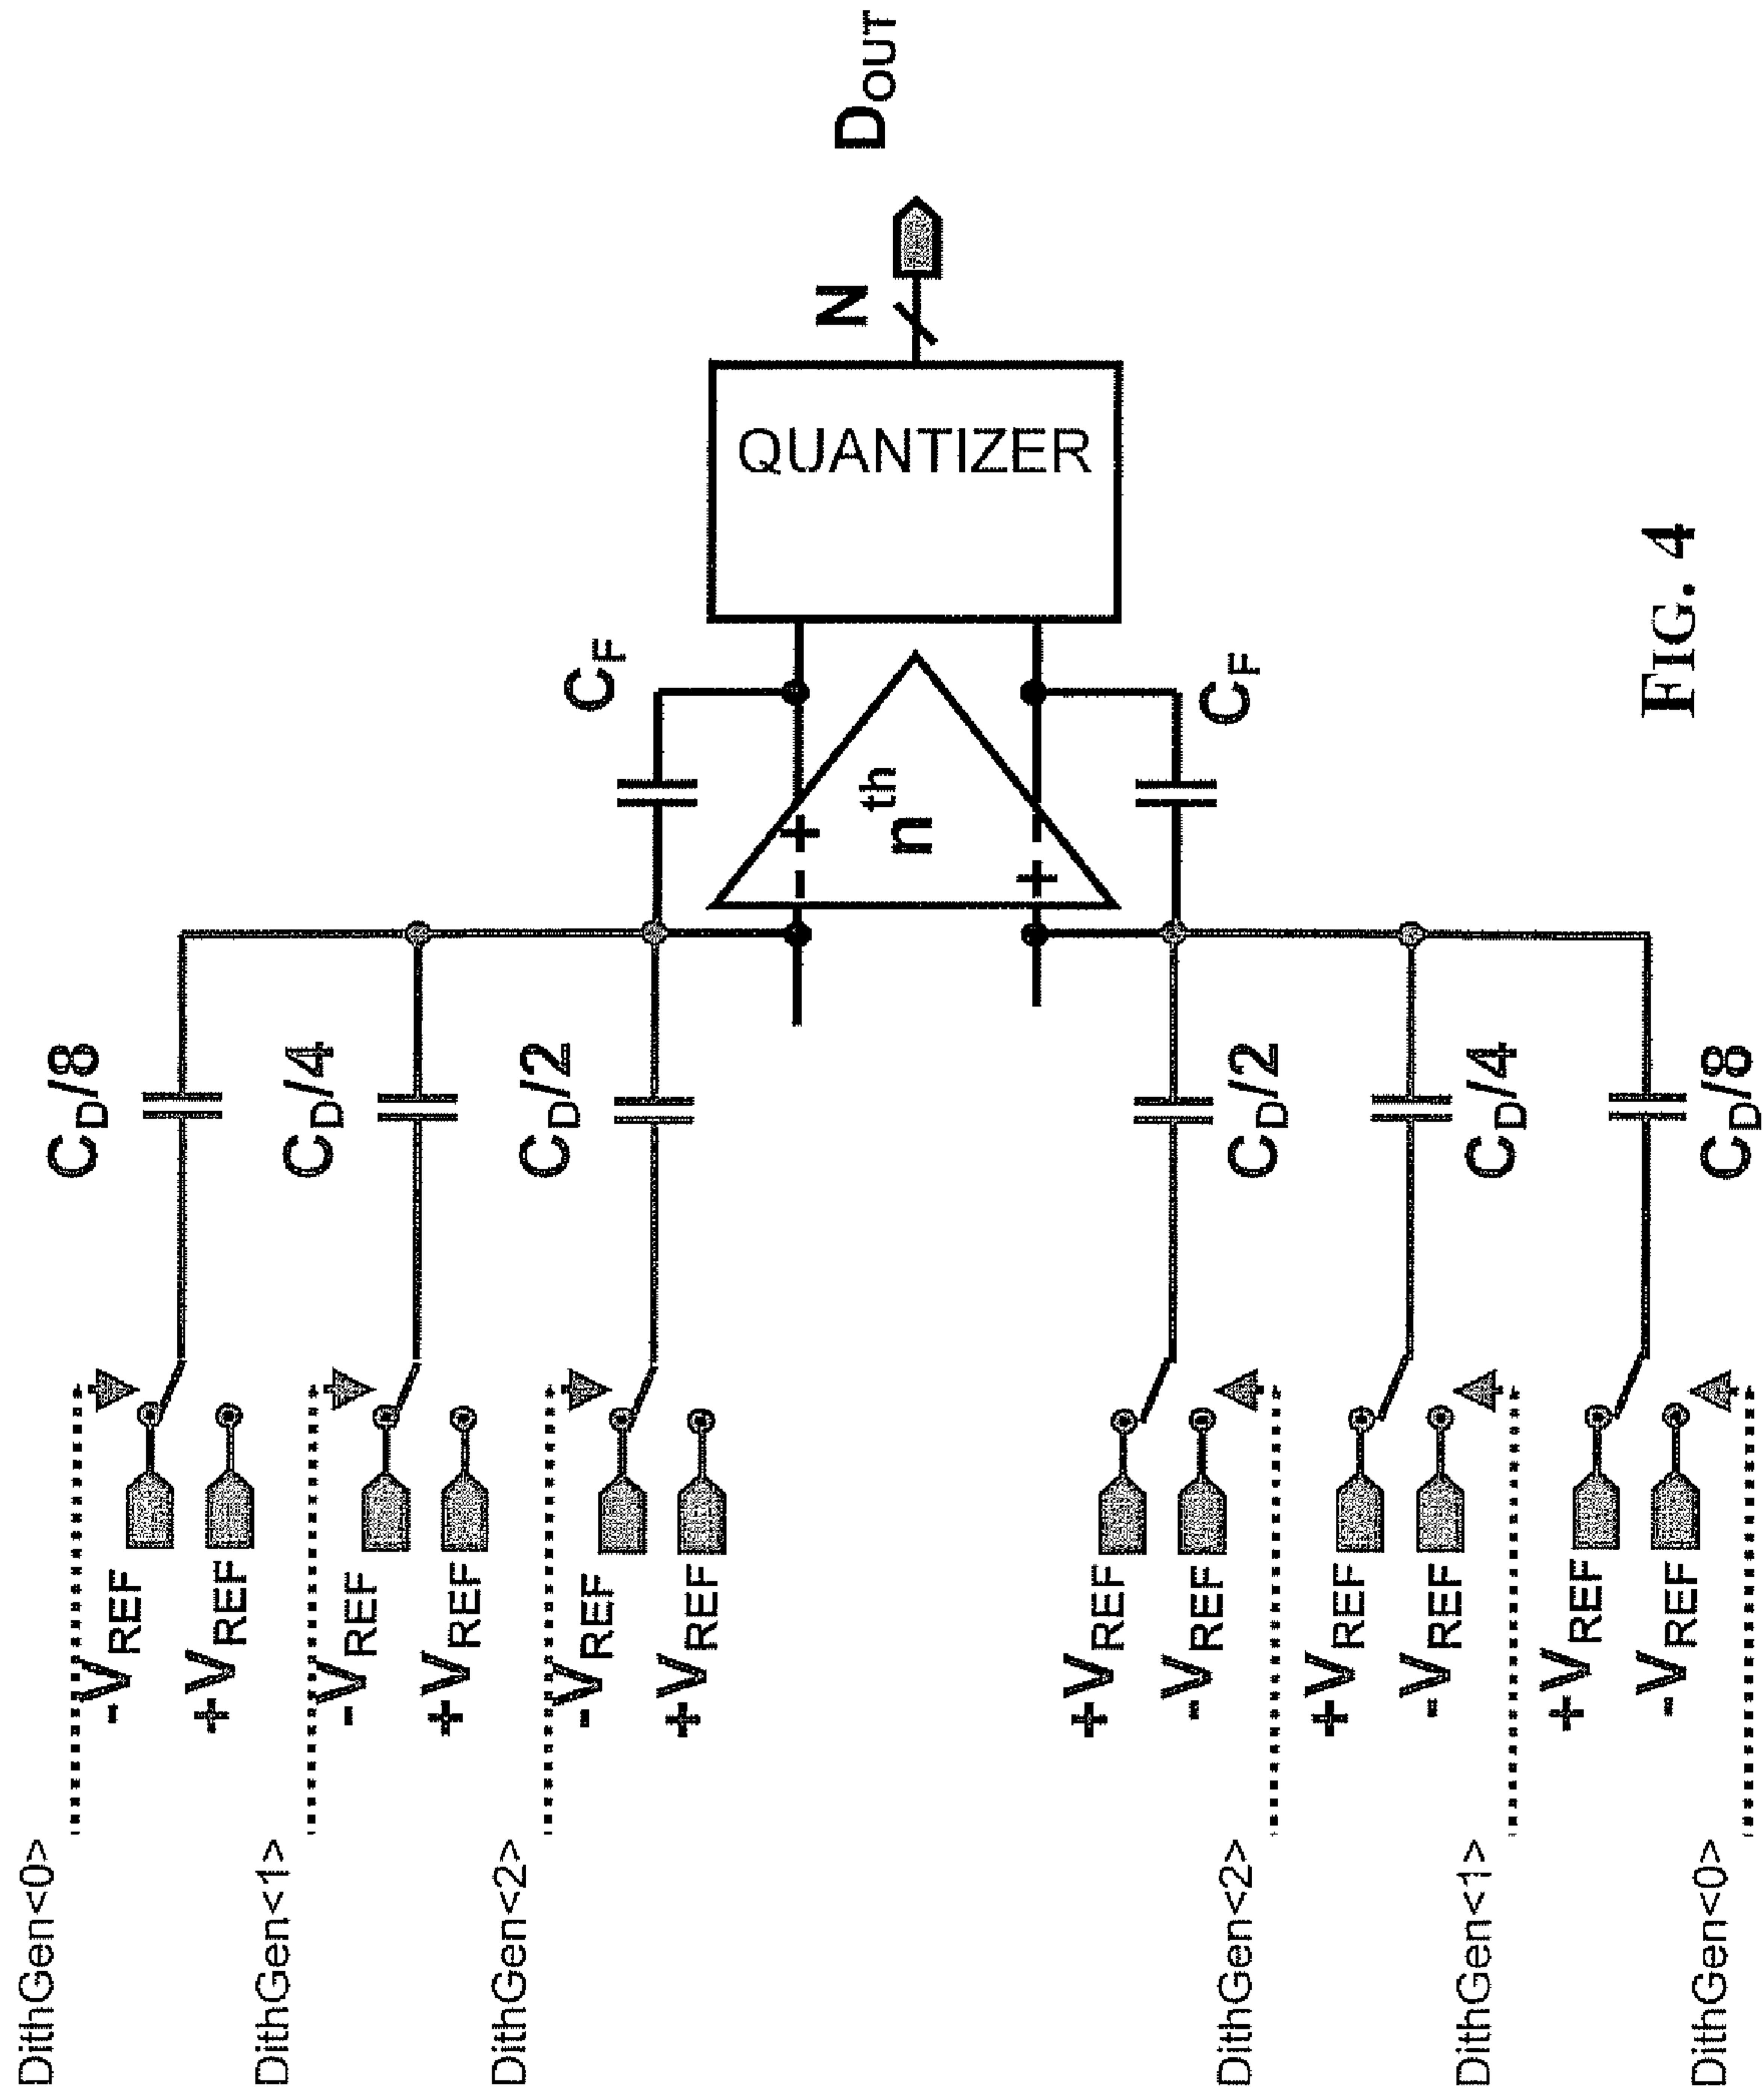 DithGen<0>
-VREF
+VREF
CD/8
DithGen<1>
-VREF
+VREF
CD/4
DithGen<2>
-VREF
+VREF
CD/2
CF
- +
nth
+ -
CF
QUANTIZER
N
DOUT
DithGen<2>
+VREF
-VREF
CD/2
DithGen<1>
+VREF
-VREF
CD/4
DithGen<0>
+VREF
-VREF
CD/8
FIG. 4